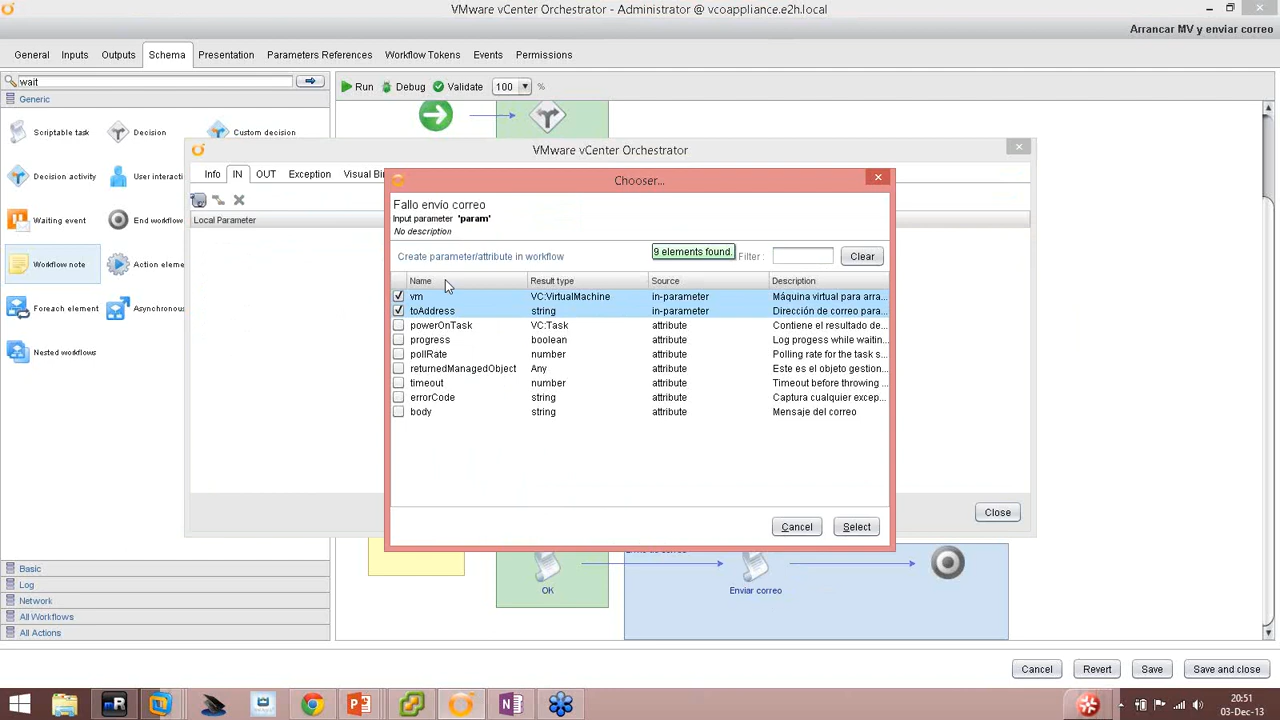 VMware vCenter Orchestrator - Administrator @ vcoappliance.e2h.local
Arrancar MV y enviar correo
General Inputs Outputs Schema Presentation Parameters References Workflow Tokens Events Permissions
wait
Run Debug Validate 100 %
Generic
Scriptable task Decision Custom decision
Decision activity User interacti
Waiting event End workflow
Workflow note Action eleme
Foreach element Asynchronous
Nested workflows
Basic
Log
Network
All Workflows
All Actions
VMware vCenter Orchestrator
Info IN OUT Exception Visual Bin
Local Parameter
Close
Chooser...
Fallo envío correo
Input parameter 'param'
No description
Create parameter/attribute in workflow 9 elements found. Filter : Clear
Name Result type Source Description
vm VC:VirtualMachine in-parameter Máquina virtual para arra...
toAddress string in-parameter Dirección de correo para...
powerOnTask VC:Task attribute Contiene el resultado de...
progress boolean attribute Log progess while waitin...
pollRate number attribute Polling rate for the task s...
returnedManagedObject Any attribute Este es el objeto gestion...
timeout number attribute Timeout before throwing ...
errorCode string attribute Captura cualquier excep...
body string attribute Mensaje del correo
Cancel Select
OK Enviar correo
Cancel Revert Save Save and close
20:51
03-Dec-13